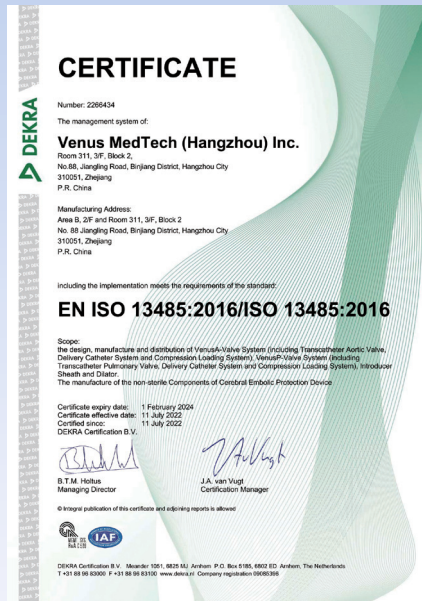 CERTIFICATE
Number: 2266434
The management system of:
Venus MedTech (Hangzhou) Inc.
Room 311, 3/F, Block 2,
No.88, Jiangling Road, Binjiang District, Hangzhou City
310051, Zhejiang
P.R. China
Manufacturing Address:
Area B, 2/F and Room 311, 3/F, Block 2
No. 88 Jiangling Road, Binjiang District, Hangzhou City
310051, Zhejiang
P.R. China
including the implementation meets the requirements of the standard:
EN ISO 13485:2016/ISO 13485:2016
Scope:
the design, manufacture and distribution of VenusA-Valve System (including Transcatheter Aortic Valve,
Delivery Catheter System and Compression Loading System), VenusP-Valve System (including
Transcatheter Pulmonary Valve, Delivery Catheter System and Compression Loading System), Introducer
Sheath and Dilator.
The manufacture of the non-sterile Components of Cerebral Embolic Protection Device
Certificate expiry date: 1 February 2024
Certificate effective date: 11 July 2022
Certified since: 11 July 2022
DEKRA Certification B.V.
B.T.M. Holtus
Managing Director
J.A. van Vugt
Certification Manager
© Integral publication of this certificate and adjoining reports is allowed
IAF
DEKRA Certification B.V. Meander 1051, 6825 MJ Arnhem P.O. Box 5185, 6802 ED Arnhem, The Netherlands
T +31 88 96 83000 F +31 88 96 83100 www.dekra.nl Company registration 09085396
DEKRA